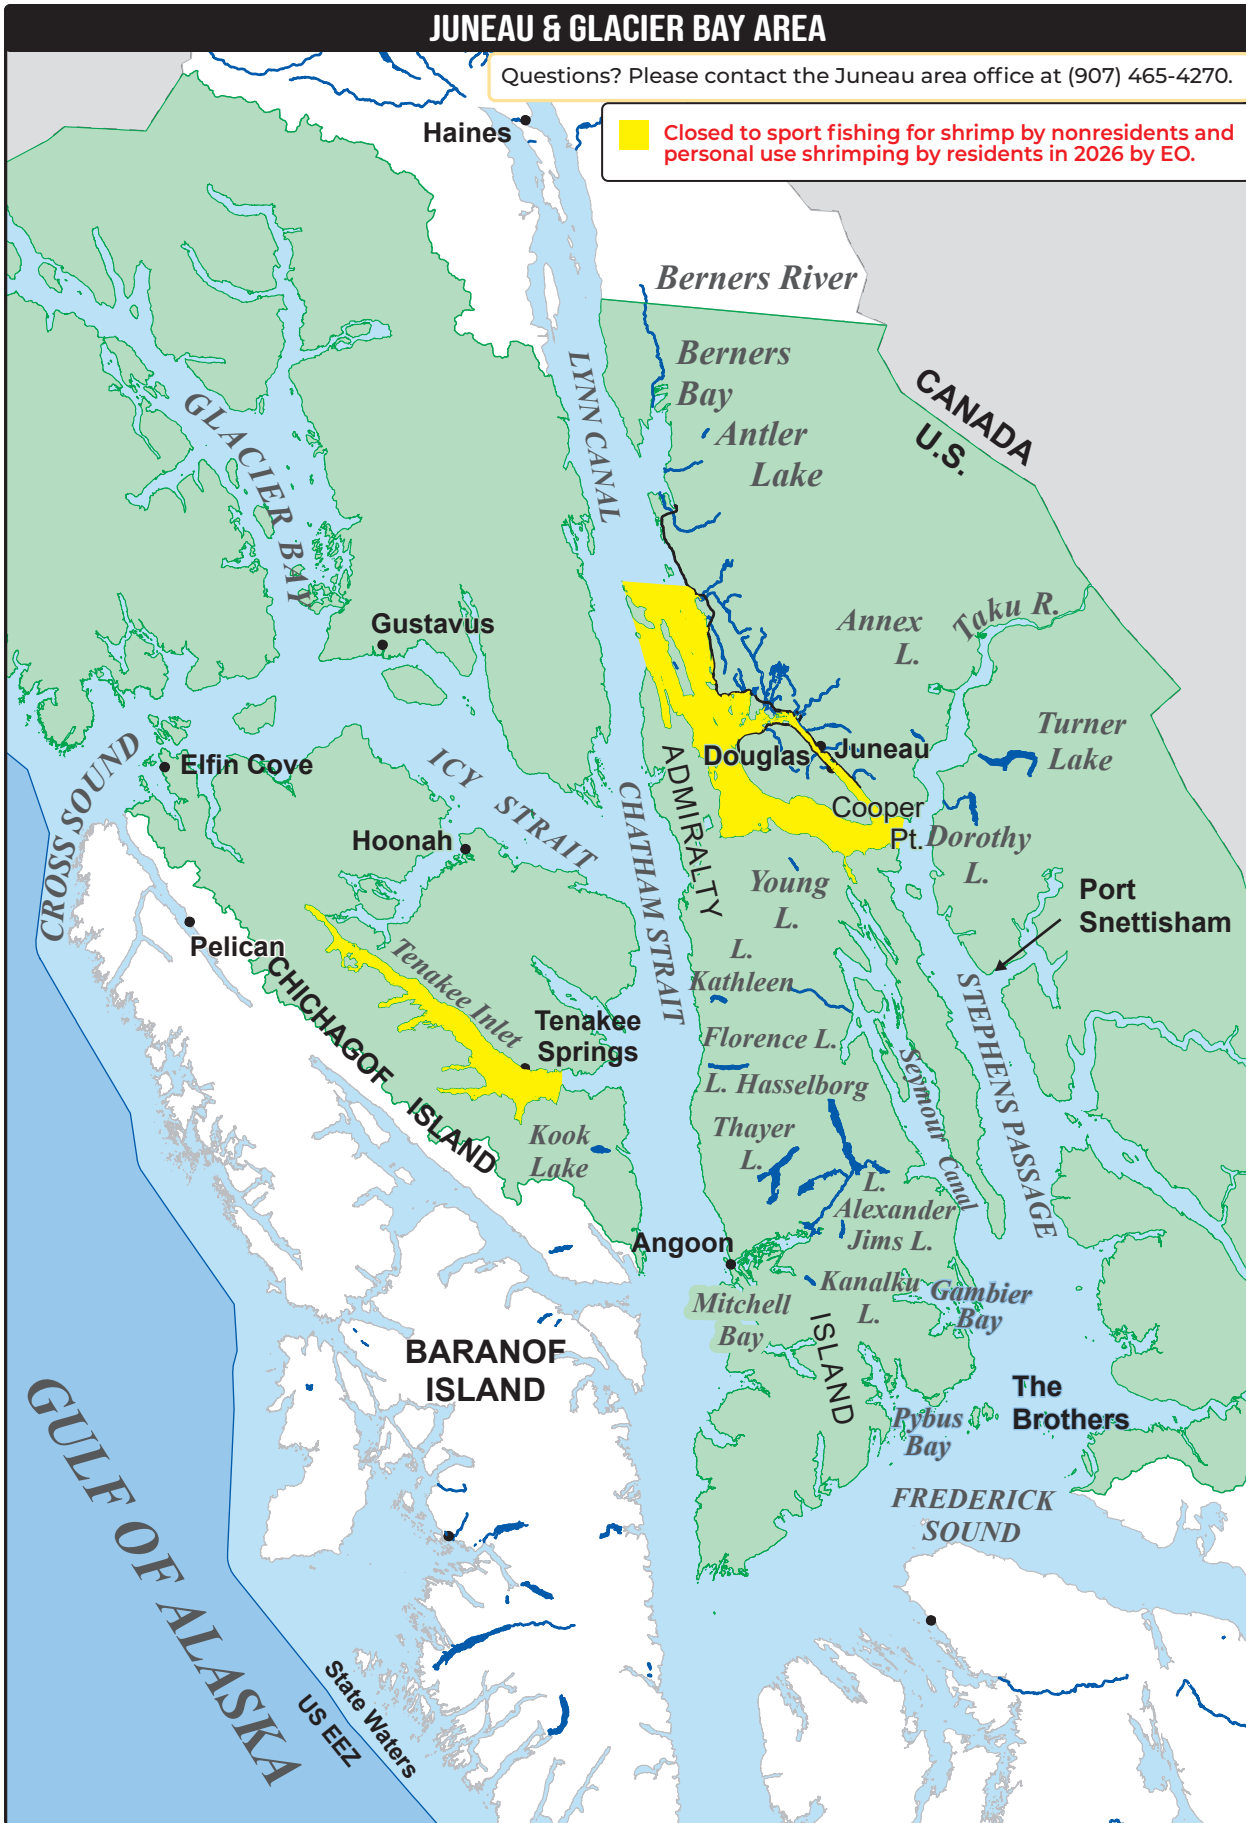 JUNEAU & GLACIER BAY AREA
Questions? Please contact the Juneau area office at (907) 465-4270.
Closed to sport fishing for shrimp by nonresidents and
personal use shrimping by residents in 2026 by EO.
Haines
Berners River
Berners
Bay
LYNN CANAL
CANADA
U.S.
Antler
Lake
GLACIER BAY
Gustavus
Annex
L.
Taku R.
Turner
Lake
CROSS SOUND
Elfin Cove
ICY STRAIT
Douglas
Juneau
ADMIRALTY
CHATHAM STRAIT
Cooper
Pt.
Dorothy
L.
Hoonah
Young
L.
Port
Snettisham
Pelican
Tenakee Inlet
L.
Kathleen
CHICHAGOF ISLAND
STEPHENS PASSAGE
Tenakee
Springs
Florence L.
Seymour Canal
L. Hasselborg
Kook
Lake
Thayer
L.
L.
Alexander
Jims L.
Angoon
Kanalku
L.
Gambier
Bay
Mitchell
Bay
ISLAND
BARANOF
ISLAND
The
Brothers
Pybus
Bay
GULF OF ALASKA
FREDERICK
SOUND
State Waters
US EEZ